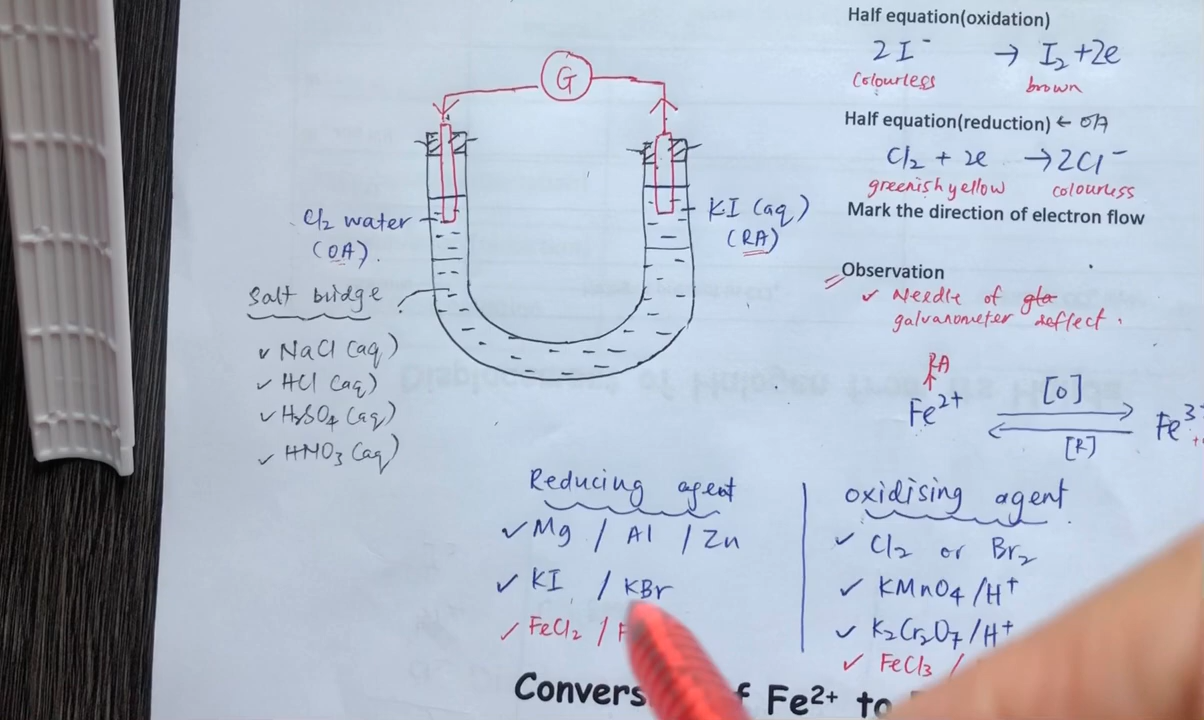 Half equation(oxidation)
2I⁻ → I₂ + 2e
colourless brown
Half equation(reduction) ← OA
Cl₂ + 2e → 2Cl⁻
greenish yellow colourless
Mark the direction of electron flow
Observation
✓ Needle of gla
galvanometer deflect.
G
Cl₂ water
(OA).
KI (aq)
(RA)
Salt bridge
✓ NaCl (aq)
✓ HCl (aq)
✓ H₂SO₄ (aq)
✓ HNO₃ (aq)
RA
Fe²⁺ [O] Fe³
[R]
Reducing agent
✓ Mg / Al / Zn
✓ KI / KBr
✓ FeCl₂ / F
oxidising agent
✓ Cl₂ or Br₂
✓ KMnO₄/H⁺
✓ K₂Cr₂O₇/H⁺
✓ FeCl₃ /
Fe²⁺ to